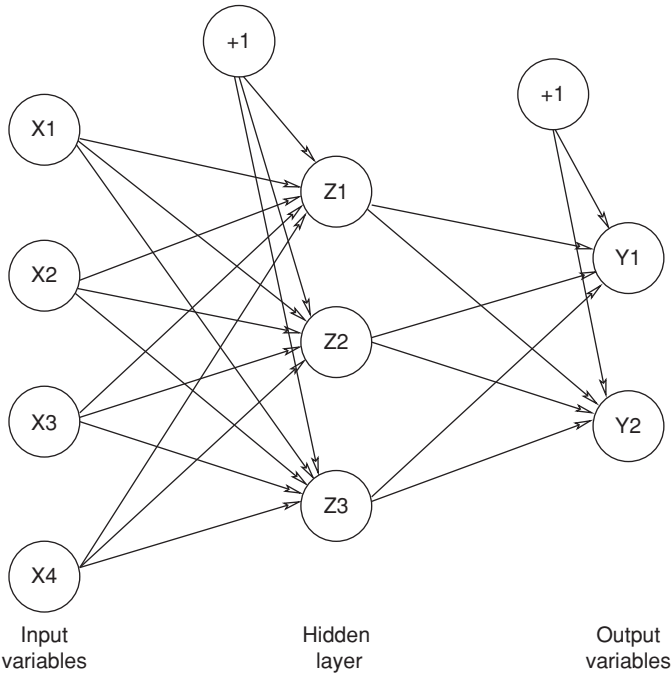 +1
+1
X1
Z1
Y1
X2
Z2
X3
Y2
Z3
X4
Input
variables
Hidden
layer
Output
variables